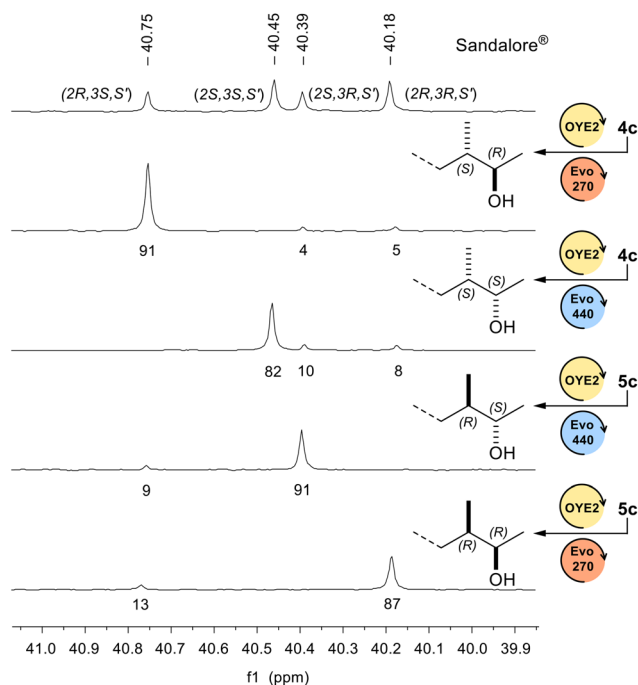 40.75
40.45
40.39
40.18
Sandalore®
(2R,3S,S')
(2S,3S,S')
(2S,3R,S')
(2R,3R,S')
OYE2
4c
(S)
(R)
OH
Evo
270
91
4
5
OYE2
4c
(S)
(S)
OH
Evo
440
82
10
8
OYE2
5c
(R)
(S)
OH
Evo
440
9
91
OYE2
5c
(R)
(R)
OH
Evo
270
13
87
41.0 40.9 40.8 40.7 40.6 40.5 40.4 40.3 40.2 40.1 40.0 39.9
f1 (ppm)